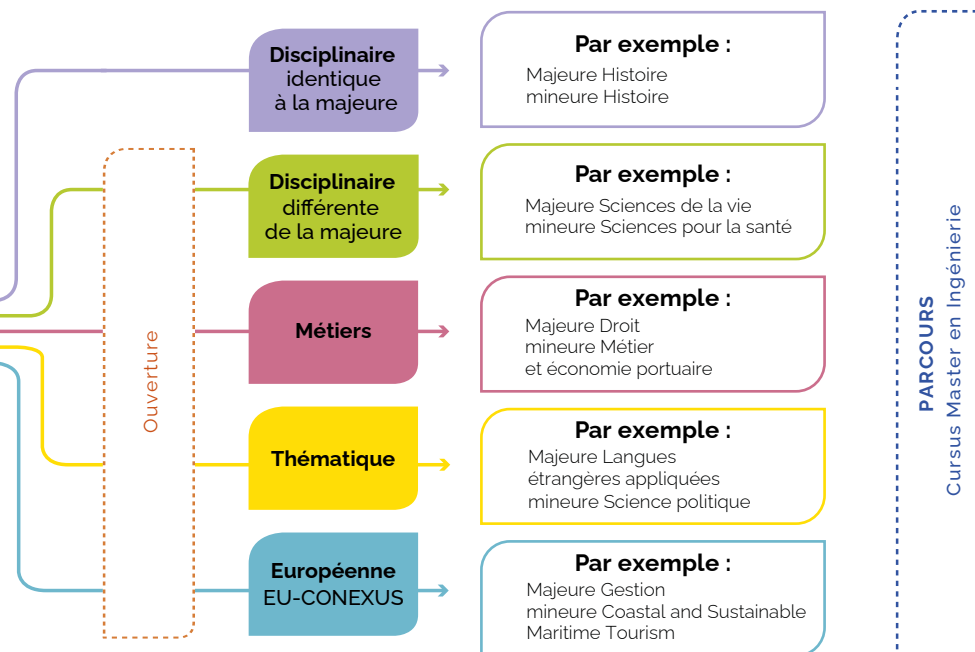 Disciplinaire
identique
à la majeure
Par exemple :
Majeure Histoire
mineure Histoire
Disciplinaire
différente
de la majeure
Par exemple :
Majeure Sciences de la vie
mineure Sciences pour la santé
Ouverture
Métiers
Par exemple :
Majeure Droit
mineure Métier
et économie portuaire
Thématique
Par exemple :
Majeure Langues
étrangères appliquées
mineure Science politique
Européenne
EU-CONEXUS
Par exemple :
Majeure Gestion
mineure Coastal and Sustainable
Maritime Tourism
PARCOURS
Cursus Master en Ingénierie